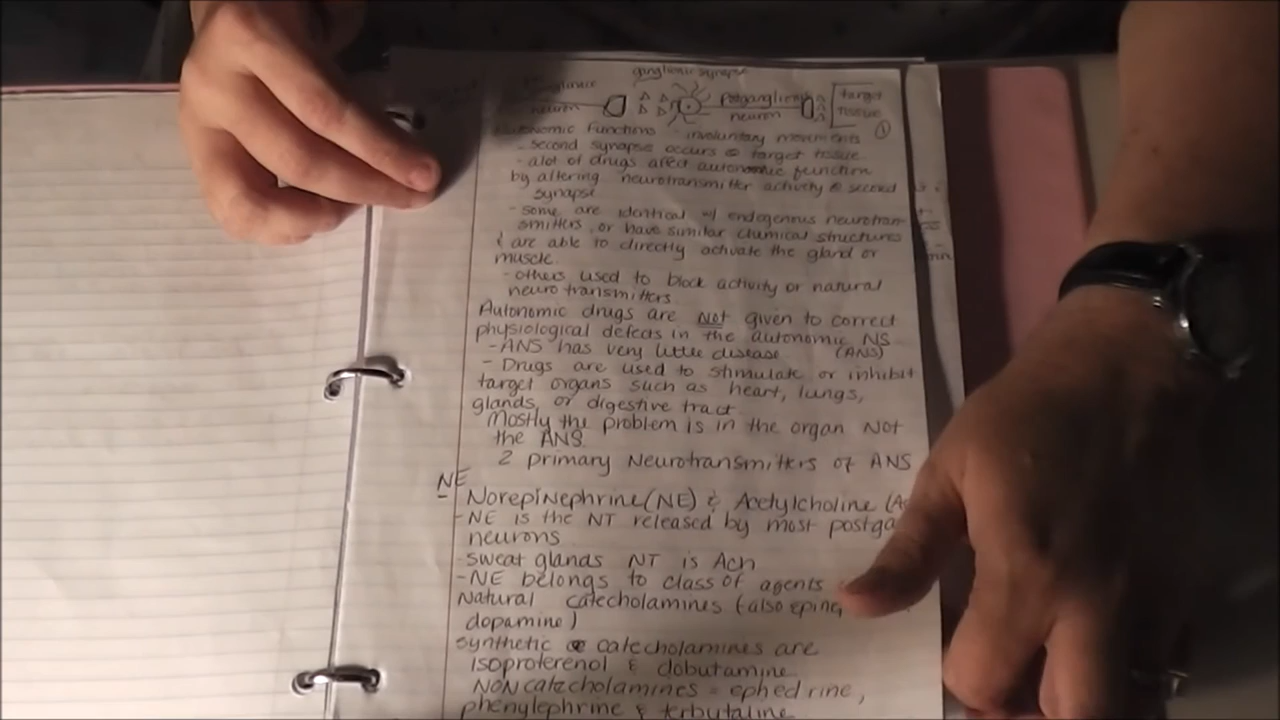 ganglionic synapse
neuron
postganglionic
neuron
target
tissue
①
Autonomic Functions - involuntary movements
- second synapse occurs @ target tissue
- alot of drugs affect autonomic function
by altering neurotransmitter activity @ second
synapse
- some are identical w/ endogenous neurotran-
smitters, or have similar chemical structures
& are able to directly activate the gland or
muscle.
- others used to block activity or natural
neurotransmitters
Autonomic drugs are NOT given to correct
physiological defects in the autonomic NS
- ANS has very little disease (ANS)
- Drugs are used to stimulate or inhibit
target organs such as heart, lungs,
glands, or digestive tract
Mostly the problem is in the organ NOT
the ANS.
2 primary Neurotransmitters of ANS
NE
Norepinephrine (NE) & Acetylcholine
- NE is the NT released by most postga
neurons
- Sweat glands NT is Ach
- NE belongs to class of agents
Natural catecholamines (also epine
dopamine)
synthetic catecholamines are
isoproterenol & dobutamine
NONcatecholamines = ephedrine,
phenylephrine & terbutaline